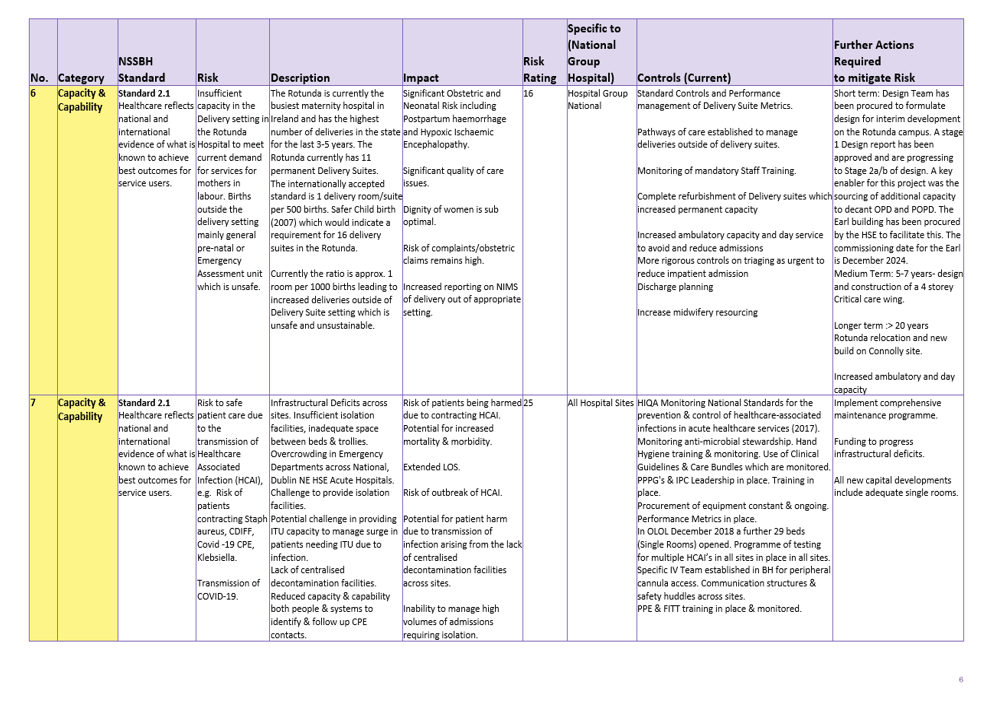 No.
Category
NSSBH
Standard
Risk
Description
Impact
Risk
Rating
Specific to
(National
Group
Hospital)
Controls (Current)
Further Actions
Required
to mitigate Risk
6
Capacity &
Capability
Standard 2.1
Healthcare reflects
national and
international
evidence of what is
known to achieve
best outcomes for
service users.
Insufficient
capacity in the
Delivery setting in
the Rotunda
Hospital to meet
current demand
for services for
mothers in
labour. Births
outside the
delivery setting
mainly general
pre-natal or
Emergency
Assessment unit
which is unsafe.
The Rotunda is currently the
busiest maternity hospital in
Ireland and has the highest
number of deliveries in the state
for the last 3-5 years. The
Rotunda currently has 11
permanent Delivery Suites.
The internationally accepted
standard is 1 delivery room/suite
per 500 births. Safer Child birth
(2007) which would indicate a
requirement for 16 delivery
suites in the Rotunda.
Currently the ratio is approx. 1
room per 1000 births leading to
increased deliveries outside of
Delivery Suite setting which is
unsafe and unsustainable.
Significant Obstetric and
Neonatal Risk including
Postpartum haemorrhage
and Hypoxic Ischaemic
Encephalopathy.
Significant quality of care
issues.
Dignity of women is sub
optimal.
Risk of complaints/obstetric
claims remains high.
Increased reporting on NIMS
of delivery out of appropriate
setting.
16
Hospital Group
National
Standard Controls and Performance
management of Delivery Suite Metrics.
Pathways of care established to manage
deliveries outside of delivery suites.
Monitoring of mandatory Staff Training.
Complete refurbishment of Delivery suites which
increased permanent capacity
Increased ambulatory capacity and day service
to avoid and reduce admissions
More rigorous controls on triaging as urgent to
reduce impatient admission
Discharge planning
Increase midwifery resourcing
Short term: Design Team has
been procured to formulate
design for interim development
on the Rotunda campus. A stage
1 Design report has been
approved and are progressing
to Stage 2a/b of design. A key
enabler for this project was the
sourcing of additional capacity
to decant OPD and POPD. The
Earl building has been procured
by the HSE to facilitate this. The
commissioning date for the Earl
is December 2024.
Medium Term: 5-7 years- design
and construction of a 4 storey
Critical care wing.
Longer term :> 20 years
Rotunda relocation and new
build on Connolly site.
Increased ambulatory and day
capacity
7
Capacity &
Capability
Standard 2.1
Healthcare reflects
national and
international
evidence of what is
known to achieve
best outcomes for
service users.
Risk to safe
patient care due
to the
transmission of
Healthcare
Associated
Infection (HCAI),
e.g. Risk of
patients
contracting Staph
aureus, CDIFF,
Covid -19 CPE,
Klebsiella.
Transmission of
COVID-19.
Infrastructural Deficits across
sites. Insufficient isolation
facilities, inadequate space
between beds & trollies.
Overcrowding in Emergency
Departments across National,
Dublin NE HSE Acute Hospitals.
Challenge to provide isolation
facilities.
Potential challenge in providing
ITU capacity to manage surge in
patients needing ITU due to
infection.
Lack of centralised
decontamination facilities.
Reduced capacity & capability
both people & systems to
identify & follow up CPE
contacts.
Risk of patients being harmed
due to contracting HCAI.
Potential for increased
mortality & morbidity.
Extended LOS.
Risk of outbreak of HCAI.
Potential for patient harm
due to transmission of
infection arising from the lack
of centralised
decontamination facilities
across sites.
Inability to manage high
volumes of admissions
requiring isolation.
25
All Hospital Sites
HIQA Monitoring National Standards for the
prevention & control of healthcare-associated
infections in acute healthcare services (2017).
Monitoring anti-microbial stewardship. Hand
Hygiene training & monitoring. Use of Clinical
Guidelines & Care Bundles which are monitored.
PPPG's & IPC Leadership in place. Training in
place.
Procurement of equipment constant & ongoing.
Performance Metrics in place.
In OLOL December 2018 a further 29 beds
(Single Rooms) opened. Programme of testing
for multiple HCAI's in all sites in place in all sites.
Specific IV Team established in BH for peripheral
cannula access. Communication structures &
safety huddles across sites.
PPE & FITT training in place & monitored.
Implement comprehensive
maintenance programme.
Funding to progress
infrastructural deficits.
All new capital developments
include adequate single rooms.
6